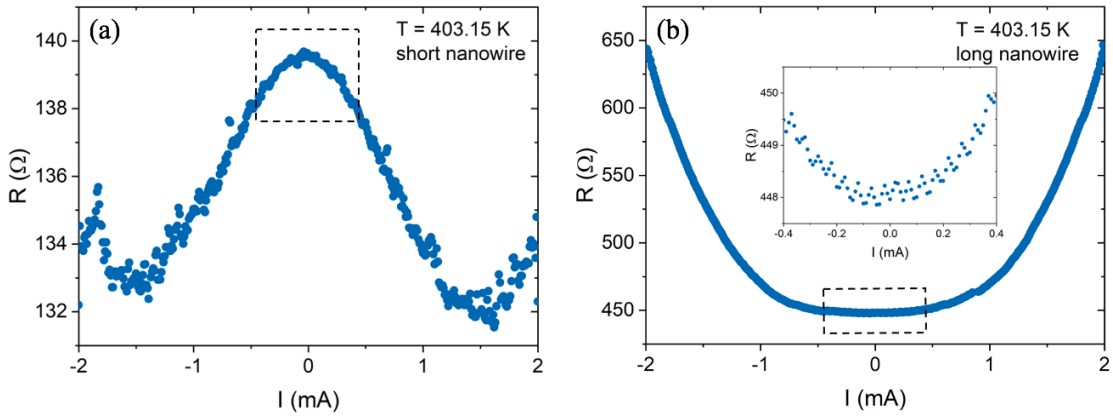 (a)
T = 403.15 K
short nanowire
140
138
136
134
132
R (Ω)
-2
-1
0
1
2
I (mA)
(b)
T = 403.15 K
long nanowire
650
600
550
500
450
R (Ω)
450
449
448
R (Ω)
-0.4
-0.2
0.0
0.2
0.4
I (mA)
-2
-1
0
1
2
I (mA)